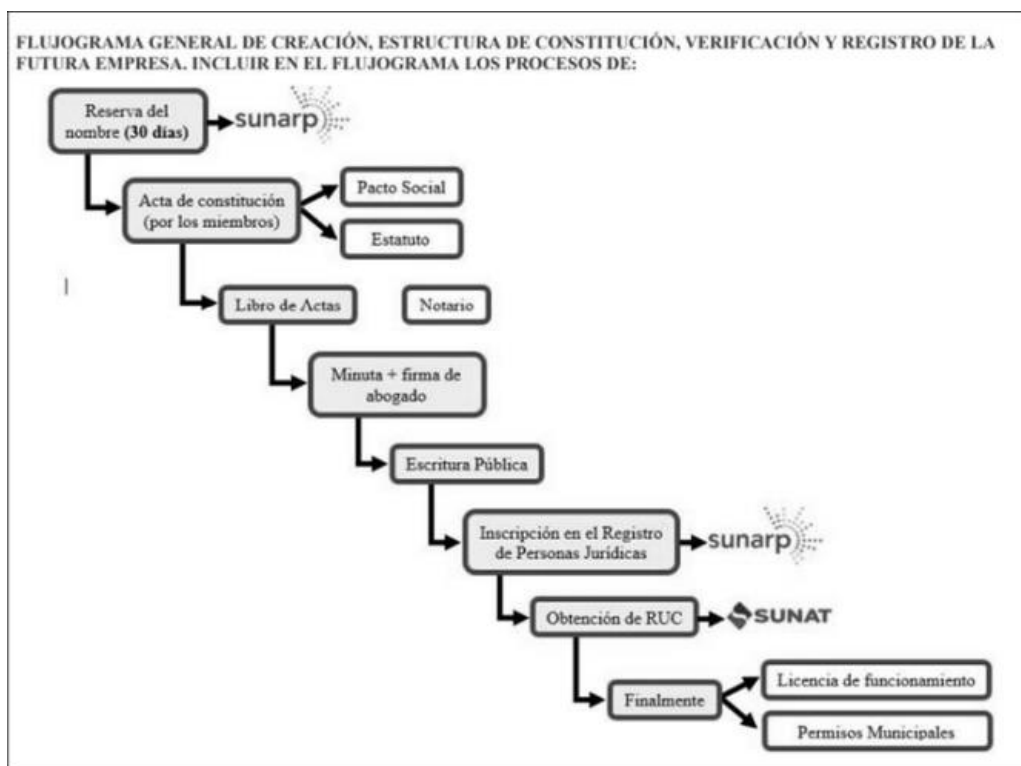 FLUJOGRAMA GENERAL DE CREACIÓN, ESTRUCTURA DE CONSTITUCIÓN, VERIFICACIÓN Y REGISTRO DE LA
FUTURA EMPRESA. INCLUIR EN EL FLUJOGRAMA LOS PROCESOS DE:
Reserva del
nombre (30 días)
sunarp
Acta de constitución
(por los miembros)
Pacto Social
Estatuto
Libro de Actas
Notario
Minuta + firma de
abogado
Escritura Pública
Inscripción en el Registro
de Personas Jurídicas
sunarp
Obtención de RUC
SUNAT
Finalmente
Licencia de funcionamiento
Permisos Municipales